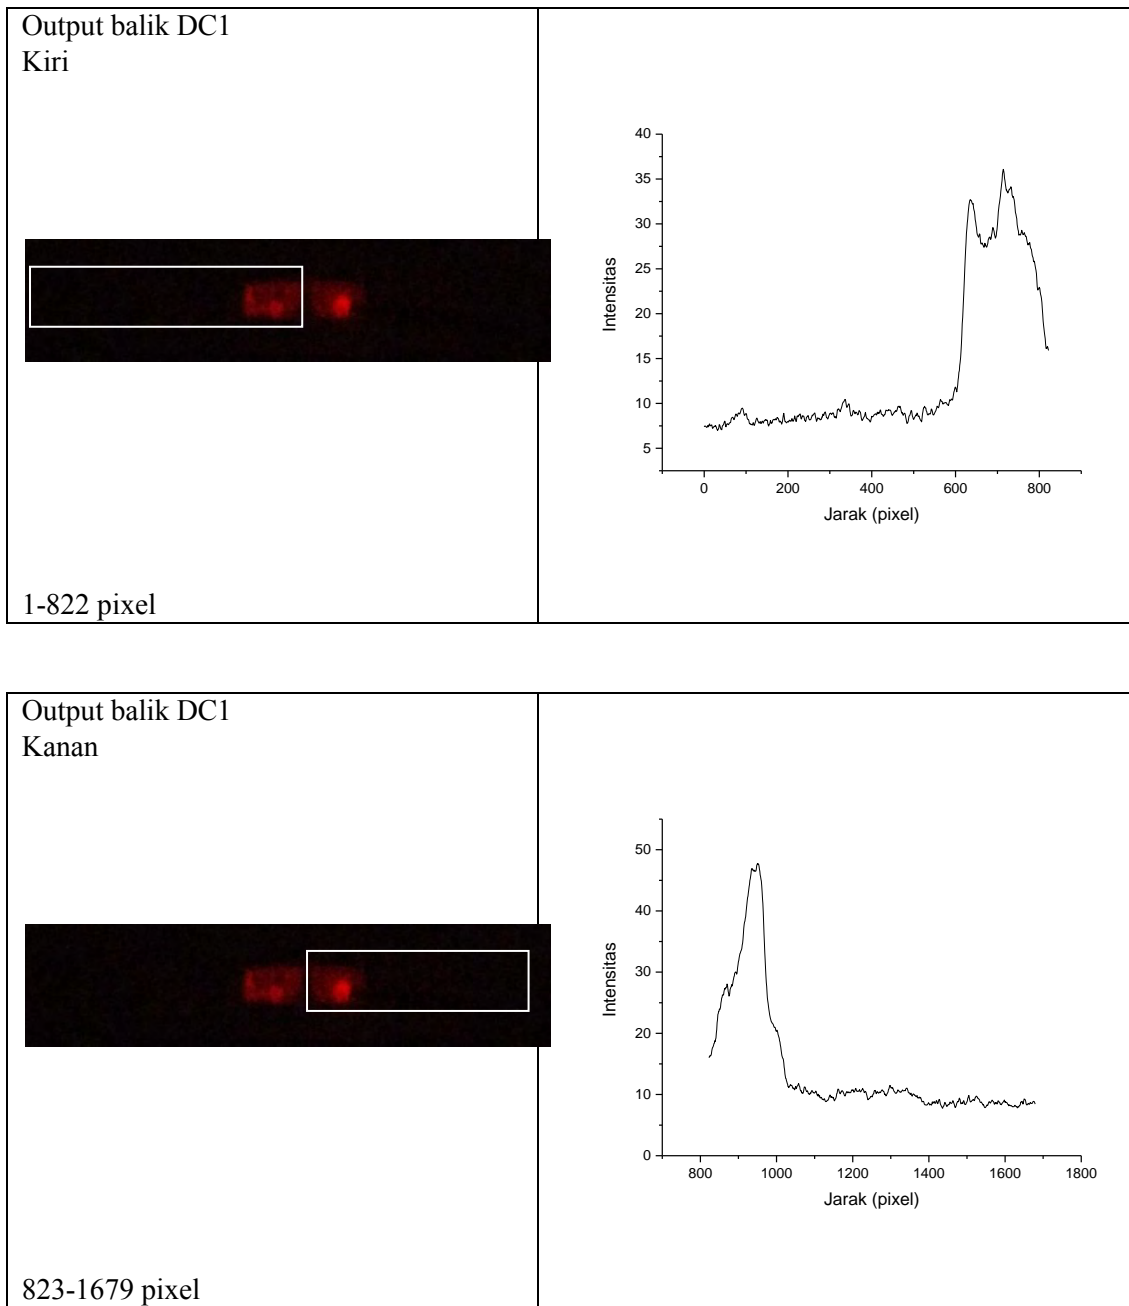 Output balik DC1
Kiri
40
35
30
25
20
15
10
5
Intensitas
0 200 400 600 800
Jarak (pixel)
1-822 pixel
Output balik DC1
Kanan
50
40
30
20
10
0
Intensitas
800 1000 1200 1400 1600 1800
Jarak (pixel)
823-1679 pixel